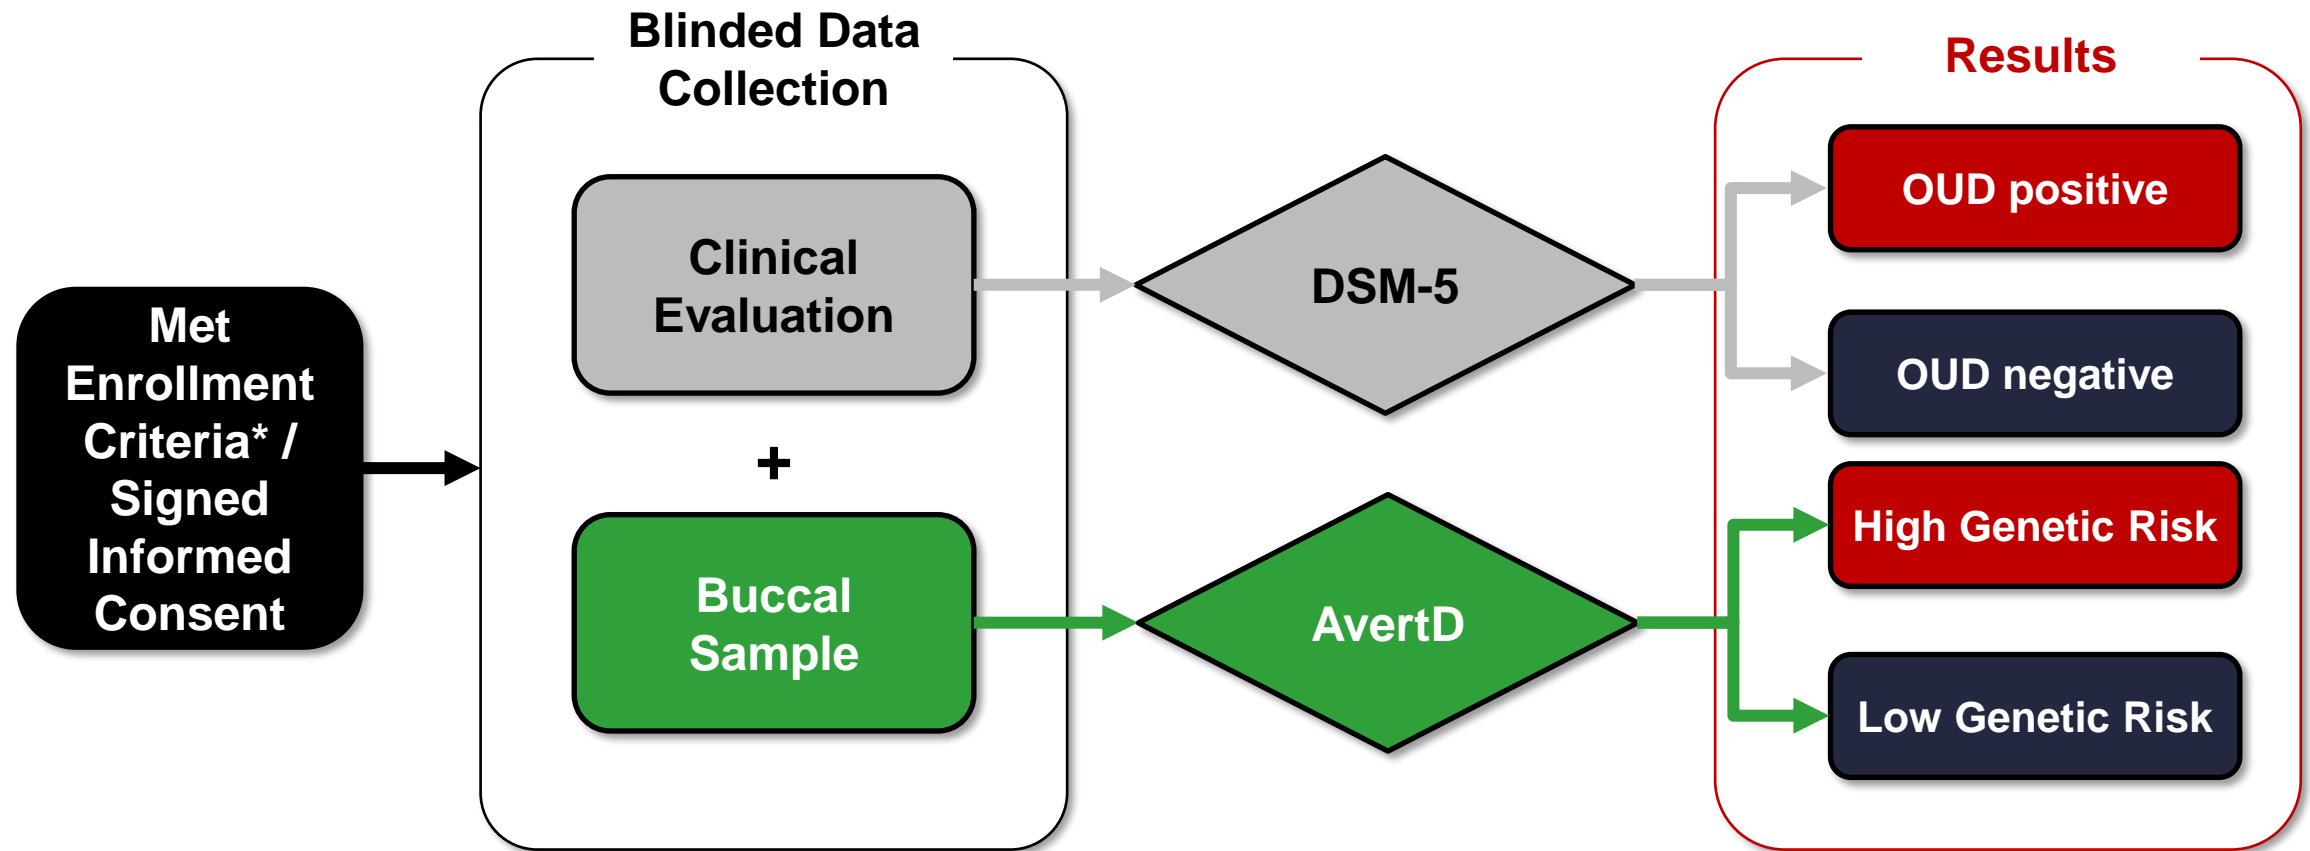 Met
Enrollment
Criteria* /
Signed
Informed
Consent
Blinded Data
Collection
Clinical
Evaluation
+
Buccal
Sample
DSM-5
AvertD
Results
OUD positive
OUD negative
High Genetic Risk
Low Genetic Risk